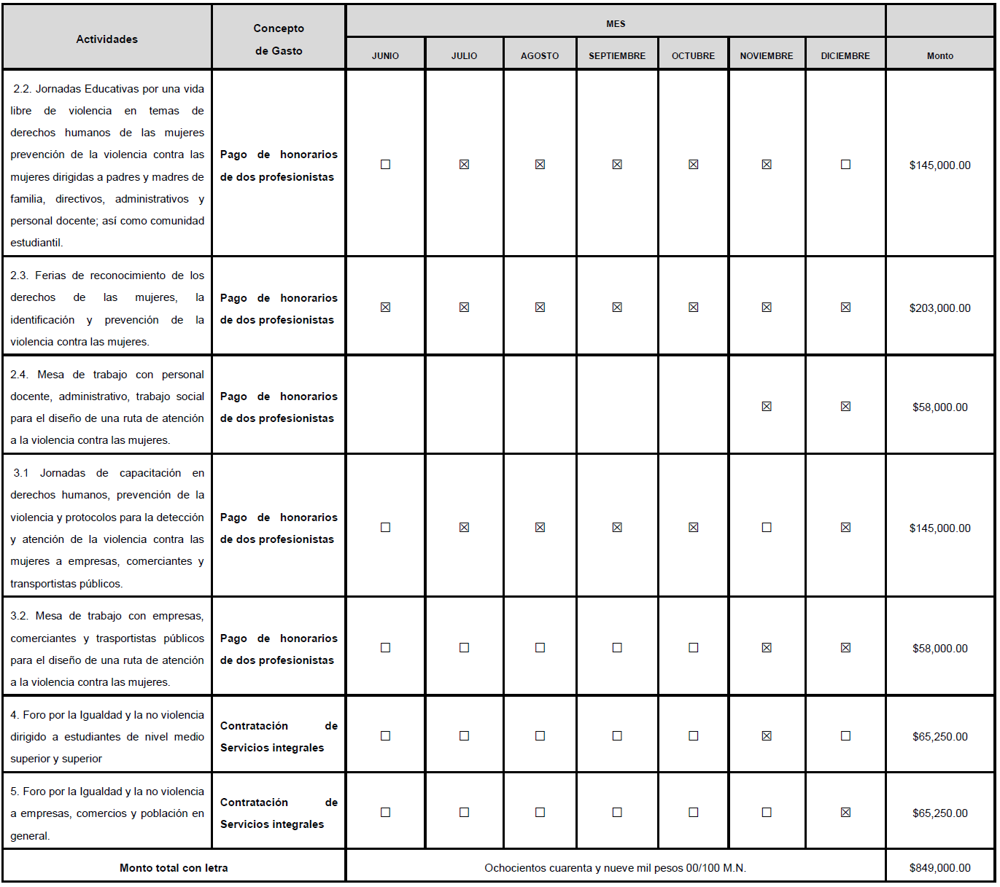 Actividades
Concepto
de Gasto
MES
JUNIO JULIO AGOSTO SEPTIEMBRE OCTUBRE NOVIEMBRE DICIEMBRE Monto
2.2. Jornadas Educativas por una vida
libre de violencia en temas de
derechos humanos de las mujeres
prevención de la violencia contra las
mujeres dirigidas a padres y madres de
familia, directivos, administrativos y
personal docente; así como comunidad
estudiantil.
Pago de honorarios
de dos profesionistas
☐ ☒ ☒ ☒ ☒ ☒ ☐ $145,000.00
2.3. Ferias de reconocimiento de los
derechos de las mujeres, la
identificación y prevención de la
violencia contra las mujeres.
Pago de honorarios
de dos profesionistas
☒ ☒ ☒ ☒ ☒ ☒ ☒ $203,000.00
2.4. Mesa de trabajo con personal
docente, administrativo, trabajo social
para el diseño de una ruta de atención
a la violencia contra las mujeres.
Pago de honorarios
de dos profesionistas
☒ ☒ $58,000.00
3.1 Jornadas de capacitación en
derechos humanos, prevención de la
violencia y protocolos para la detección
y atención de la violencia contra las
mujeres a empresas, comerciantes y
transportistas públicos.
Pago de honorarios
de dos profesionistas
☐ ☒ ☒ ☒ ☒ ☐ ☒ $145,000.00
3.2. Mesa de trabajo con empresas,
comerciantes y trasportistas públicos
para el diseño de una ruta de atención
a la violencia contra las mujeres.
Pago de honorarios
de dos profesionistas
☐ ☐ ☐ ☐ ☐ ☒ ☒ $58,000.00
4. Foro por la Igualdad y la no violencia
dirigido a estudiantes de nivel medio
superior y superior
Contratación de
Servicios integrales
☐ ☐ ☐ ☐ ☐ ☒ ☐ $65,250.00
5. Foro por la Igualdad y la no violencia
a empresas, comercios y población en
general.
Contratación de
Servicios integrales
☐ ☐ ☐ ☐ ☐ ☐ ☒ $65,250.00
Monto total con letra Ochocientos cuarenta y nueve mil pesos 00/100 M.N. $849,000.00